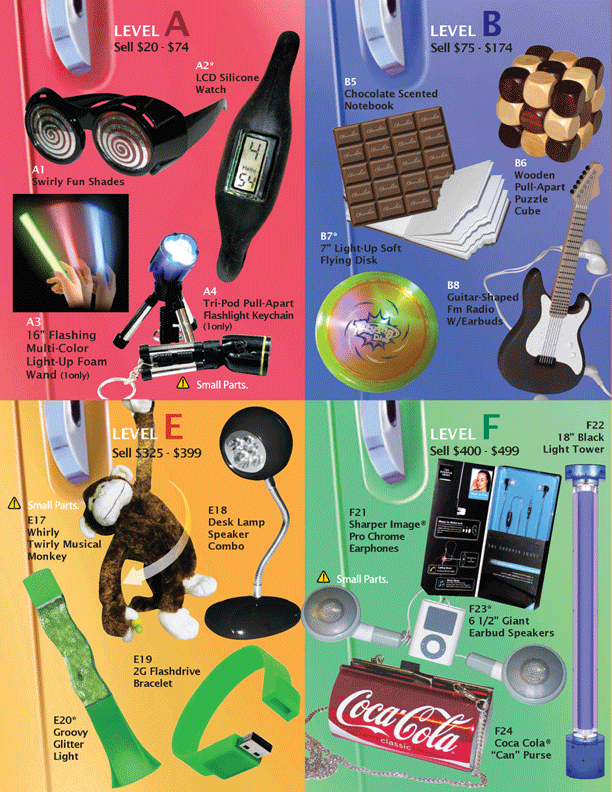 LEVEL A
Sell $20 - $74
A2*
LCD Silicone
Watch
A1
Swirly Fun Shades
A3
16" Flashing
Multi-Color
Light-Up Foam
Wand (1only)
A4
Tri-Pod Pull-Apart
Flashlight Keychain
(1only)
Small Parts.
LEVEL B
Sell $75 - $174
B5
Chocolate Scented
Notebook
B6
Wooden
Pull-Apart
Puzzle
Cube
B7*
7" Light-Up Soft
Flying Disk
B8
Guitar-Shaped
Fm Radio
W/Earbuds
LEVEL E
Sell $325 - $399
Small Parts.
E17
Whirly
Twirly Musical
Monkey
E18
Desk Lamp
Speaker
Combo
E19
2G Flashdrive
Bracelet
E20*
Groovy
Glitter
Light
LEVEL F
Sell $400 - $499
F22
18" Black
Light Tower
F21
Sharper Image®
Pro Chrome
Earphones
THE SHARPER IMAGE
Small Parts.
F23*
6 1/2" Giant
Earbud Speakers
Coca-Cola
classic
F24
Coca Cola®
"Can" Purse